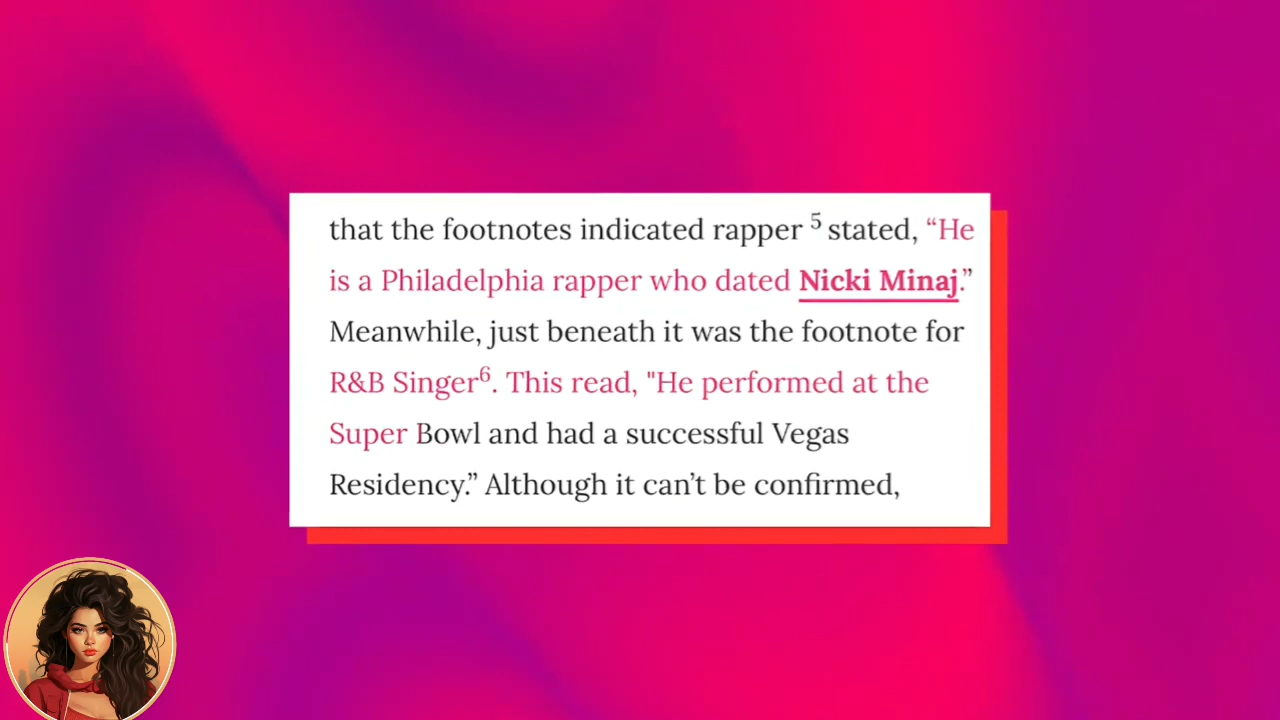 that the footnotes indicated rapper ⁵ stated, “He
is a Philadelphia rapper who dated Nicki Minaj.”
Meanwhile, just beneath it was the footnote for
R&B Singer⁶. This read, "He performed at the
Super Bowl and had a successful Vegas
Residency.” Although it can’t be confirmed,